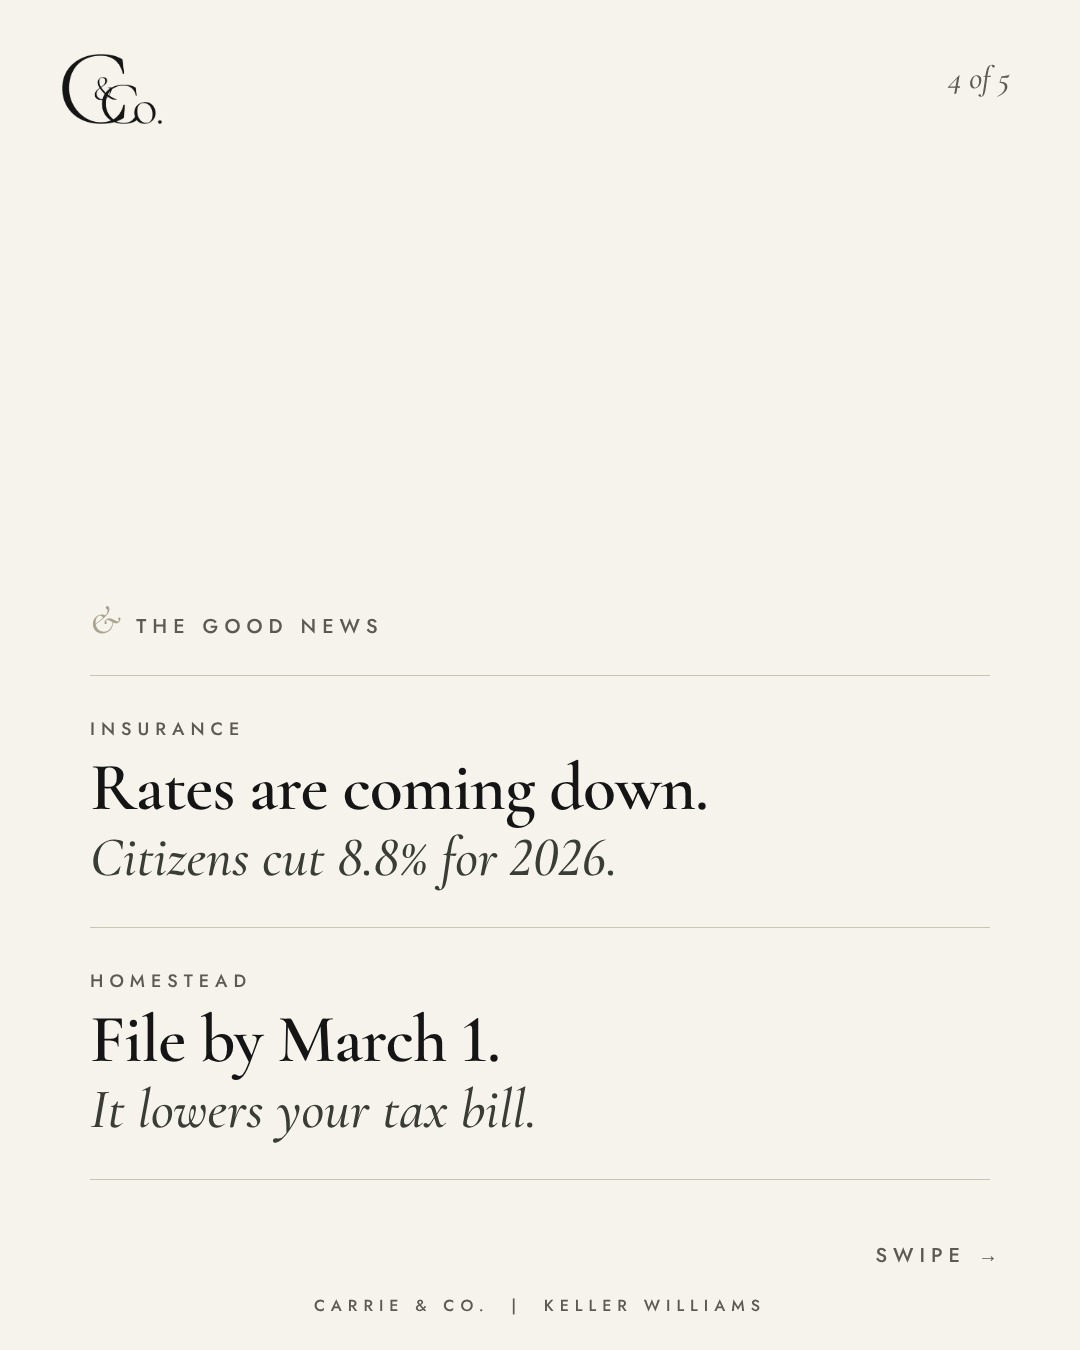 C&Co.
4 of 5
& THE GOOD NEWS
INSURANCE
Rates are coming down.
Citizens cut 8.8% for 2026.
HOMESTEAD
File by March 1.
It lowers your tax bill.
SWIPE →
CARRIE & CO. | KELLER WILLIAMS